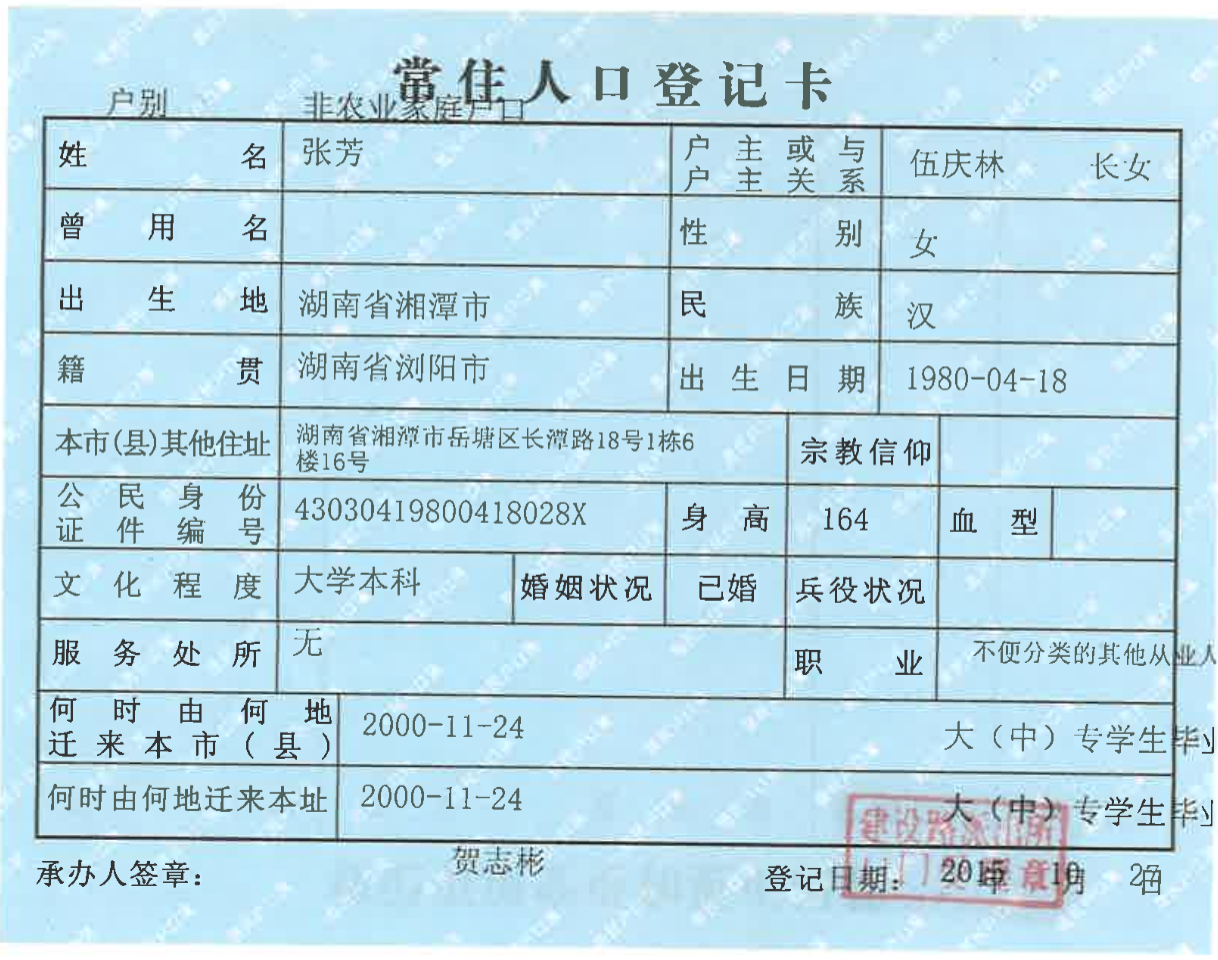 常住人口登记卡
户别 非农业家庭户口
姓名 张芳 户主或与户主关系 伍庆林 长女
曾用名 性别 女
出生地 湖南省湘潭市 民族 汉
籍贯 湖南省浏阳市 出生日期 1980-04-18
本市(县)其他住址 湖南省湘潭市岳塘区长潭路18号1栋6
楼16号 宗教信仰
公民身份证件编号 43030419800418028X 身高 164 血型
文化程度 大学本科 婚姻状况 已婚 兵役状况
服务处所 无 职业 不便分类的其他从业人
何时由何地迁来本市(县) 2000-11-24 大(中)专学生毕业
何时由何地迁来本址 2000-11-24 大(中)专学生毕业
建设路派出所
承办人签章: 贺志彬 登记日期: 2015年 10月 日